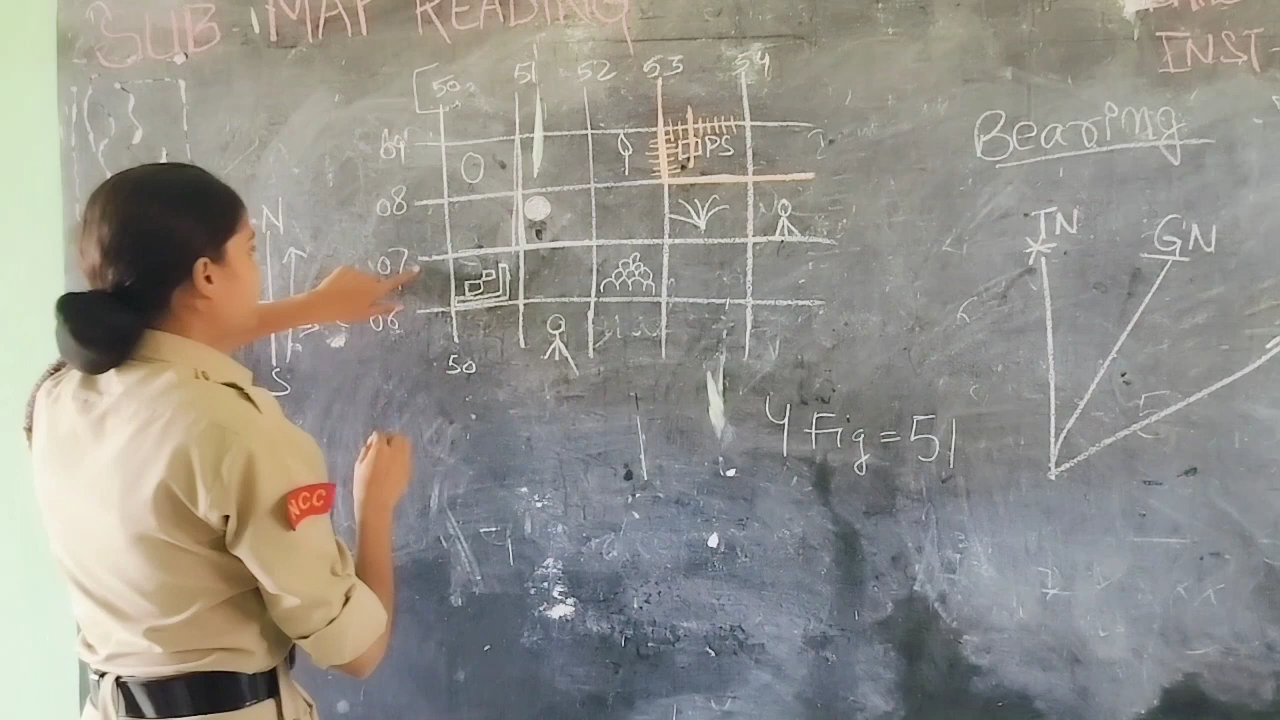 SUB MAP READING
INST
50 51 52 53 54
09
PS
08
07
06
50
N
S
4 Fig = 51
Bearing
TN
GN
NCC